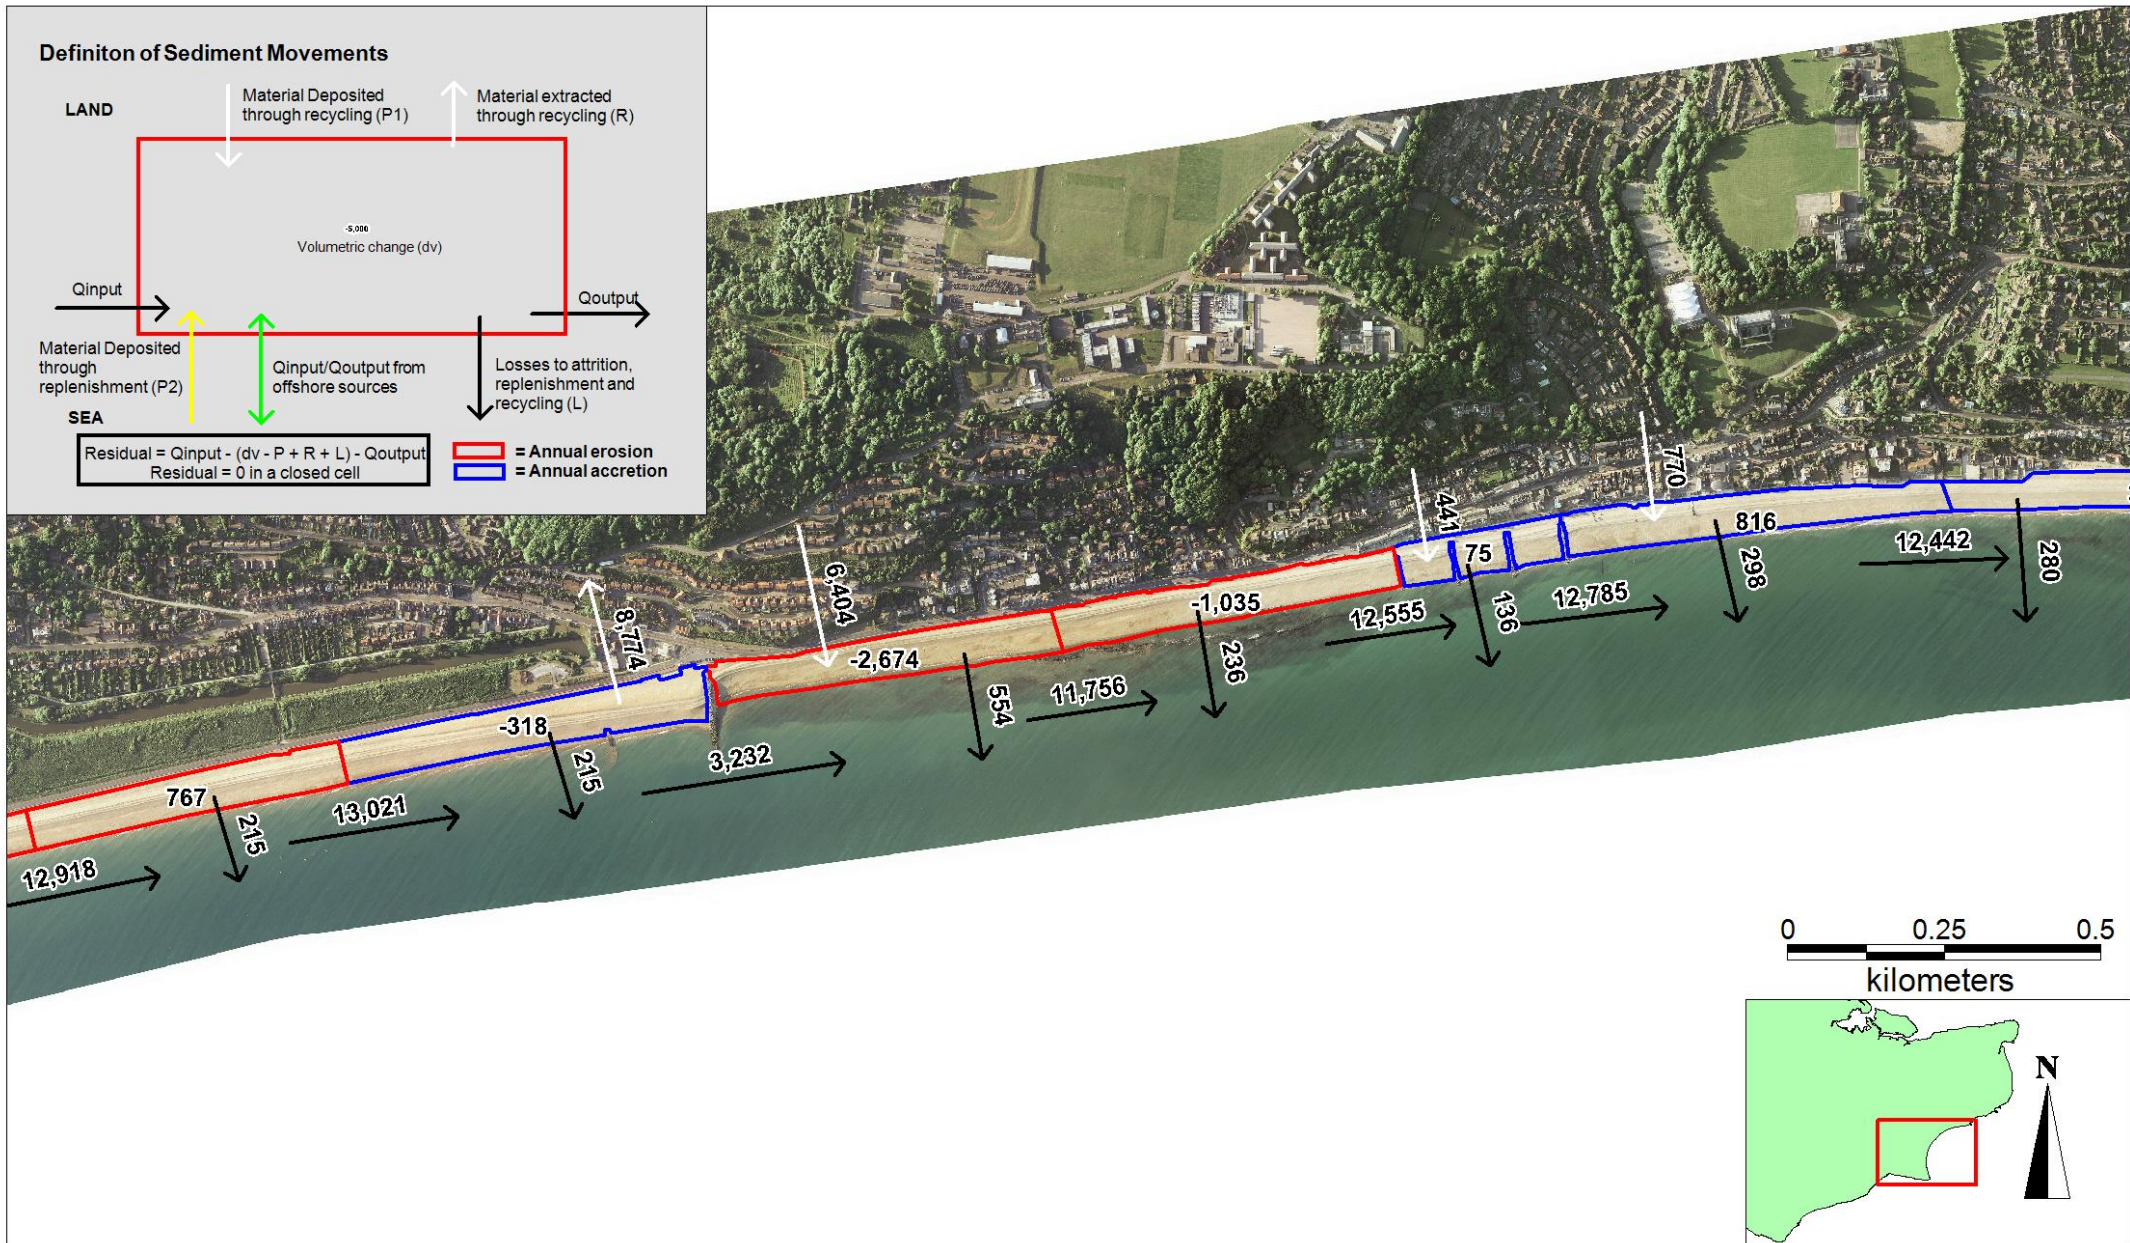 Definiton of Sediment Movements
LAND
Material Deposited
through recycling (P1)
Material extracted
through recycling (R)
-5,000
Volumetric change (dv)
Qinput
Qoutput
Material Deposited
through
replenishment (P2)
Qinput/Qoutput from
offshore sources
Losses to attrition,
replenishment and
recycling (L)
SEA
Residual = Qinput - (dv - P + R + L) - Qoutput
Residual = 0 in a closed cell
= Annual erosion
= Annual accretion
12,918
767
215
13,021
8,774
-318
215
3,232
6,404
-2,674
554
11,756
-1,035
236
12,555
441
75
136
12,785
770
816
298
12,442
280
0 0.25 0.5
kilometers
N